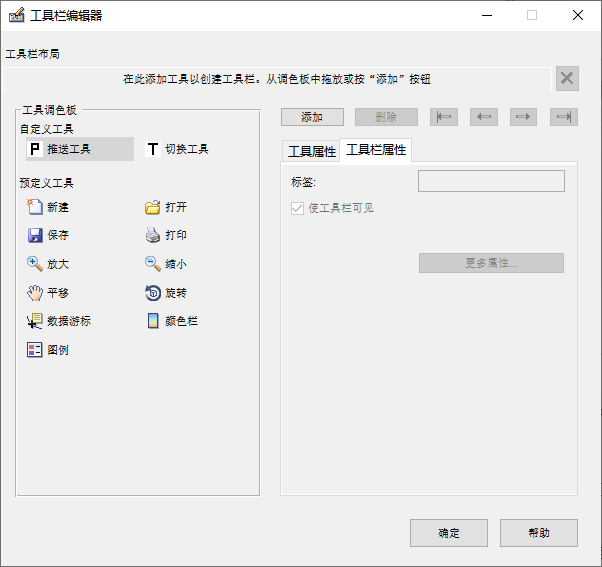 工具栏编辑器
工具栏布局
在此添加工具以创建工具栏。从调色板中拖放或按“添加”按钮
工具调色板
自定义工具
P 推送工具
T 切换工具
预定义工具
新建
打开
保存
打印
放大
缩小
平移
旋转
数据游标
颜色栏
图例
添加
删除
工具属性
工具栏属性
标签:
使工具栏可见
更多属性...
确定
帮助